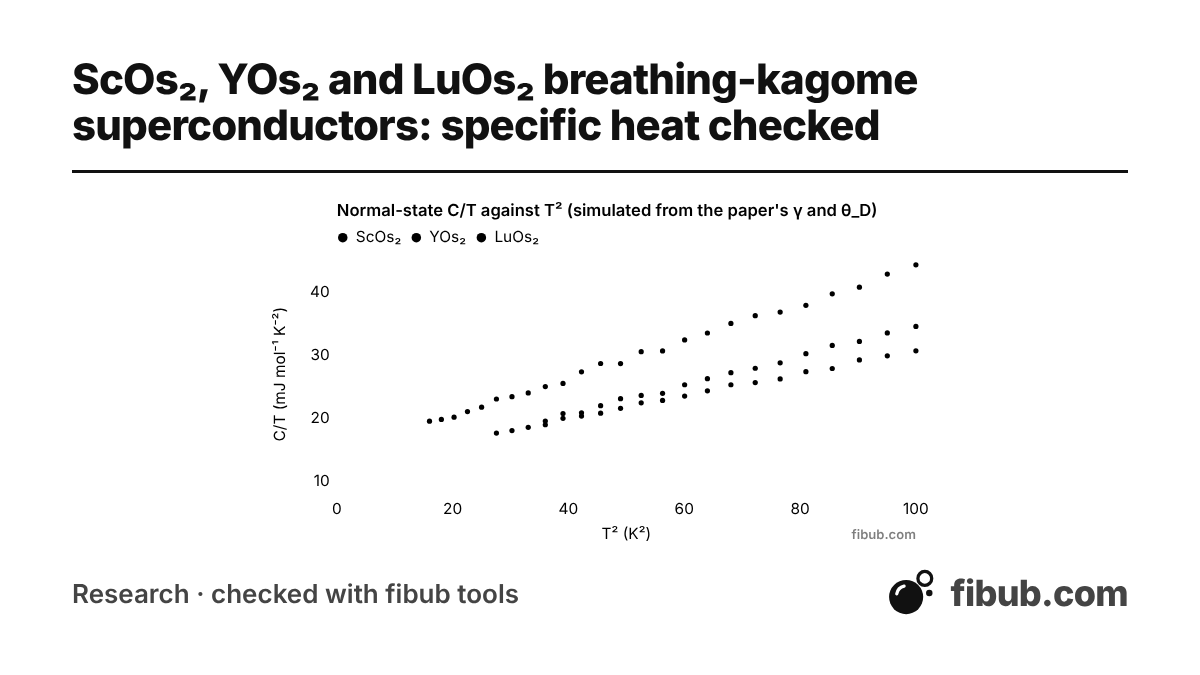 ScOs₂, YOs₂ and LuOs₂ breathing-kagome
superconductors: specific heat checked
Normal-state C/T against T² (simulated from the paper's γ and θ_D)
ScOs₂ YOs₂ LuOs₂
C/T (mJ mol⁻¹ K⁻²)
40
30
20
10
0 20 40 60 80 100
T² (K²)
fibub.com
Research · checked with fibub tools
fibub.com